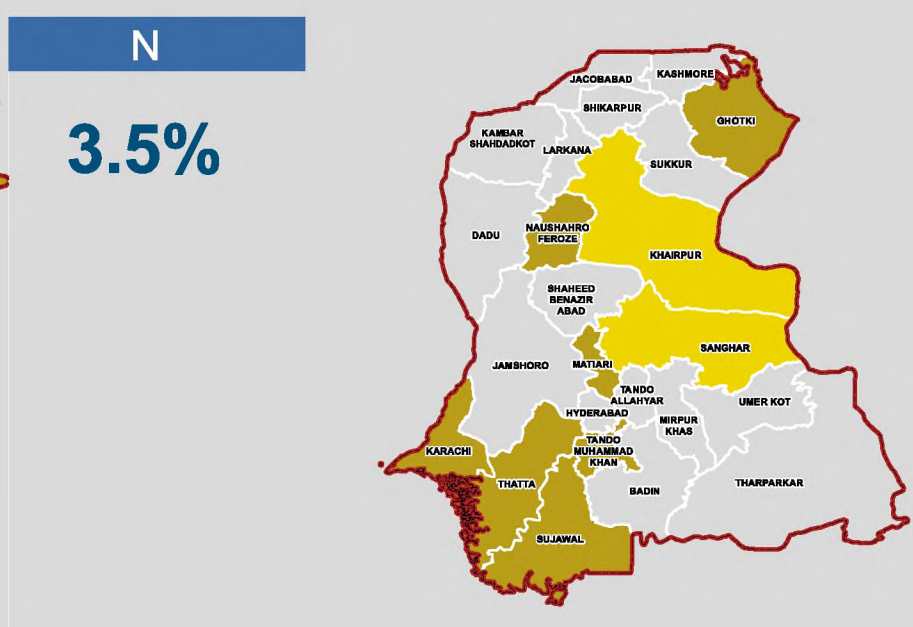 N
3.5%
JACOBABAD
KASHMORE
SHIKARPUR
GHOTKI
KAMBAR
SHAHDADKOT
LARKANA
SUKKUR
DADU
NAUSHAHRO
FEROZE
KHAIRPUR
SHAHEED
BENAZIR
ABAD
SANGHAR
JAMSHORO
MATIARI
TANDO
ALLAHYAR
UMER KOT
HYDERABAD
MIRPUR
KHAS
KARACHI
TANDO
MUHAMMAD
KHAN
THATTA
BADIN
THARPARKAR
SUJAWAL